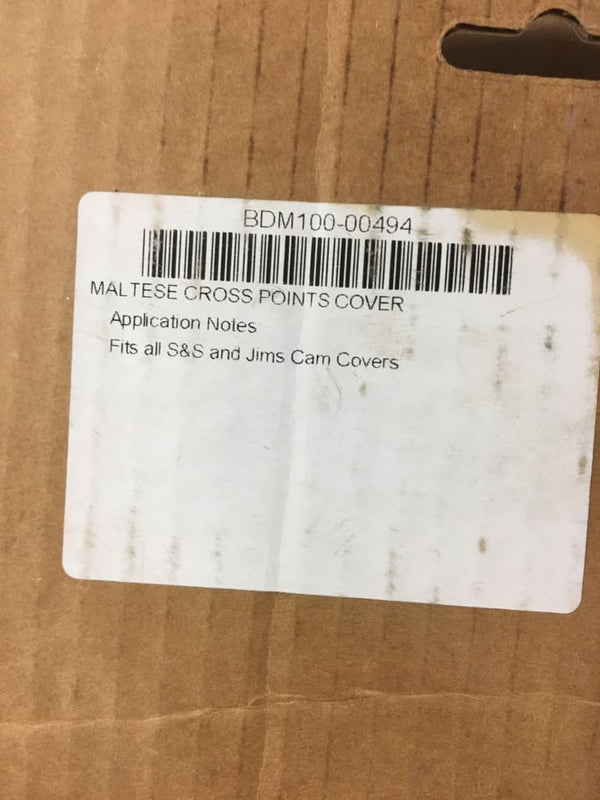 BDM100-00494
MALTESE CROSS POINTS COVER
Application Notes
Fits all S&S and Jims Cam Covers